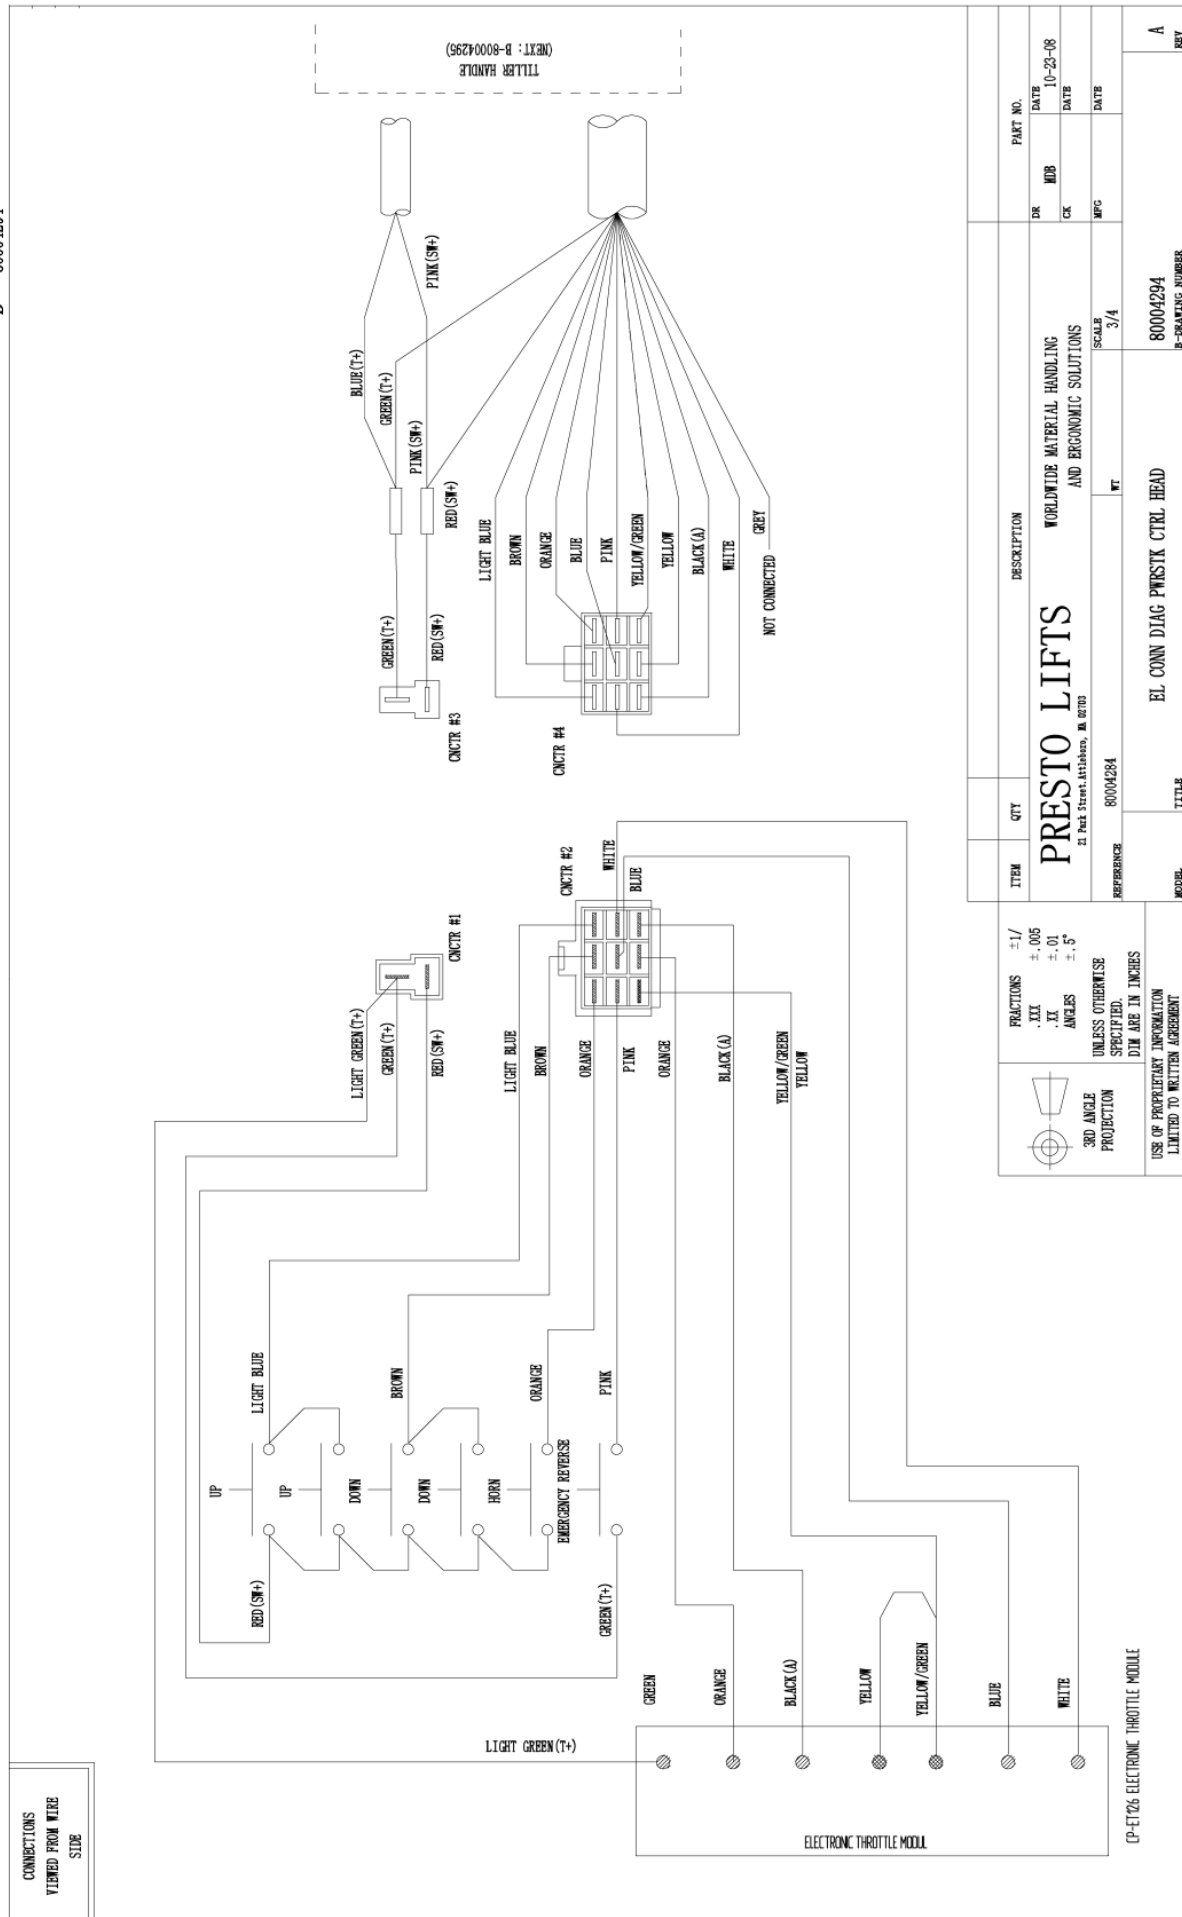 CONNECTIONS
VIEWED FROM WIRE
SIDE
LIGHT GREEN(T+)
ELECTRONIC THROTTLE MODUL
CP-ET126 ELECTRONIC THROTTLE MODULE
GREEN
ORANGE
BLACK(A)
YELLOW
YELLOW/GREEN
BLUE
WHITE
RED(SW+)
GREEN(T+)
UP
UP
DOWN
DOWN
HORN
EMERGENCY REVERSE
LIGHT BLUE
BROWN
ORANGE
PINK
LIGHT GREEN(T+)
GREEN(T+)
RED(SW+)
CNCTR #1
LIGHT BLUE
BROWN
ORANGE
PINK
ORANGE
BLACK(A)
YELLOW/GREEN
YELLOW
CNCTR #2
WHITE
BLUE
GREEN(T+)
RED(SW+)
CNCTR #3
CNCTR #4
BLUE(T+)
GREEN(T+)
PINK(SW+)
RED(SW+)
PINK(SW+)
LIGHT BLUE
BROWN
ORANGE
BLUE
PINK
YELLOW/GREEN
YELLOW
BLACK(A)
WHITE
GREY
NOT CONNECTED
TILLER HANDLE
(NEXT: B-80004295)
3RD ANGLE
PROJECTION
FRACTIONS ±1/
.XXX ±.005
.XX ±.01
ANGLES ±.5°
UNLESS OTHERWISE
SPECIFIED.
DIM ARE IN INCHES
USE OF PROPRIETARY INFORMATION
LIMITED TO WRITTEN AGREEMENT
ITEM QTY DESCRIPTION PART NO.
PRESTO LIFTS
21 Park Street, Attleboro, MA 02703
WORLDWIDE MATERIAL HANDLING
AND ERGONOMIC SOLUTIONS
DR MDB DATE 10-23-08
CK DATE
MFG DATE
REFERENCE 80004284
WT
SCALE 3/4
MODEL
TITLE EL CONN DIAG PWRSTK CTRL HEAD
80004294
B-DRAWING NUMBER
A
REV